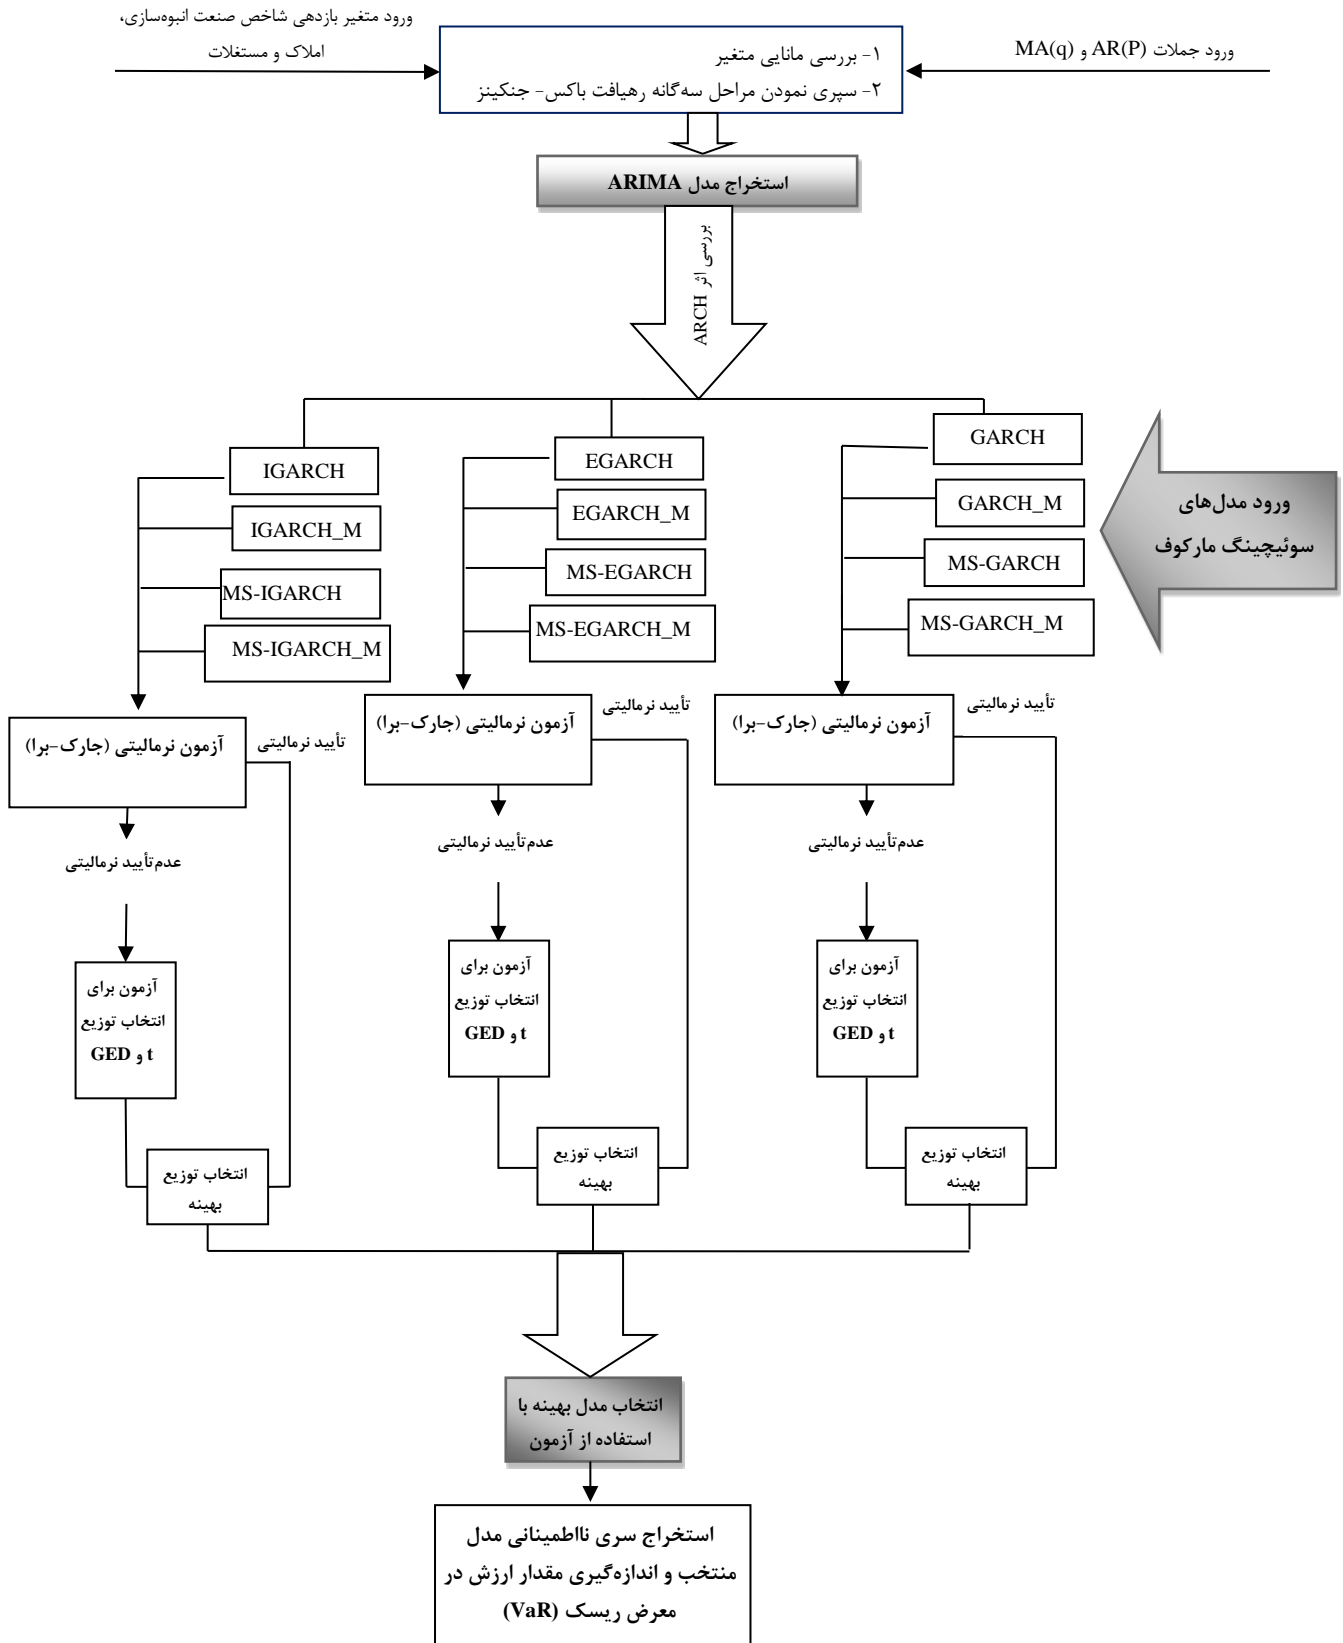 ورود متغیر بازدهی شاخص صنعت انبوه‌سازی،
املاک و مستغلات
ورود جملات AR(P) و MA(q)
۱- بررسی مانایی متغیر
۲- سپری نمودن مراحل سه‌گانه رهیافت باکس- جنکینز
استخراج مدل ARIMA
بررسی اثر ARCH
GARCH
GARCH_M
MS-GARCH
MS-GARCH_M
EGARCH
EGARCH_M
MS-EGARCH
MS-EGARCH_M
IGARCH
IGARCH_M
MS-IGARCH
MS-IGARCH_M
ورود مدل‌های
سوئیچینگ مارکوف
آزمون نرمالیتی (جارک-برا)
تأیید نرمالیتی
عدم‌تأیید نرمالیتی
آزمون برای
انتخاب توزیع
t و GED
انتخاب توزیع
بهینه
آزمون نرمالیتی (جارک-برا)
تأیید نرمالیتی
عدم‌تأیید نرمالیتی
آزمون برای
انتخاب توزیع
t و GED
انتخاب توزیع
بهینه
آزمون نرمالیتی (جارک-برا)
تأیید نرمالیتی
عدم‌تأیید نرمالیتی
آزمون برای
انتخاب توزیع
t و GED
انتخاب توزیع
بهینه
انتخاب مدل بهینه با
استفاده از آزمون
استخراج سری نااطمینانی مدل
منتخب و اندازه‌گیری مقدار ارزش در
معرض ریسک (VaR)